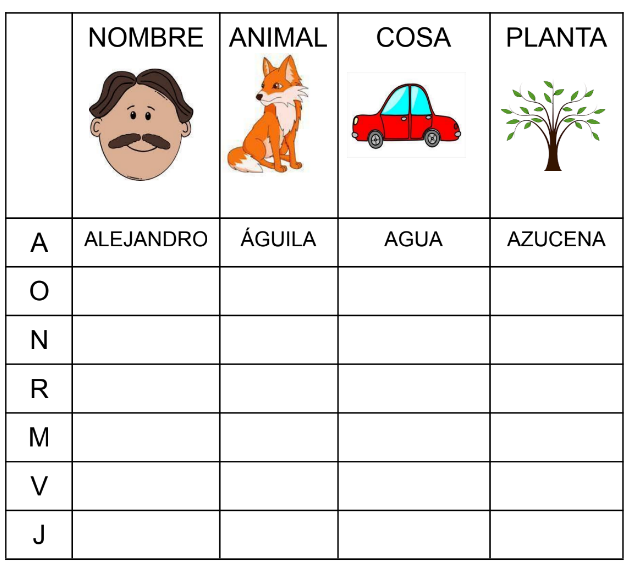 NOMBRE ANIMAL COSA PLANTA
A ALEJANDRO ÁGUILA AGUA AZUCENA
O
N
R
M
V
J